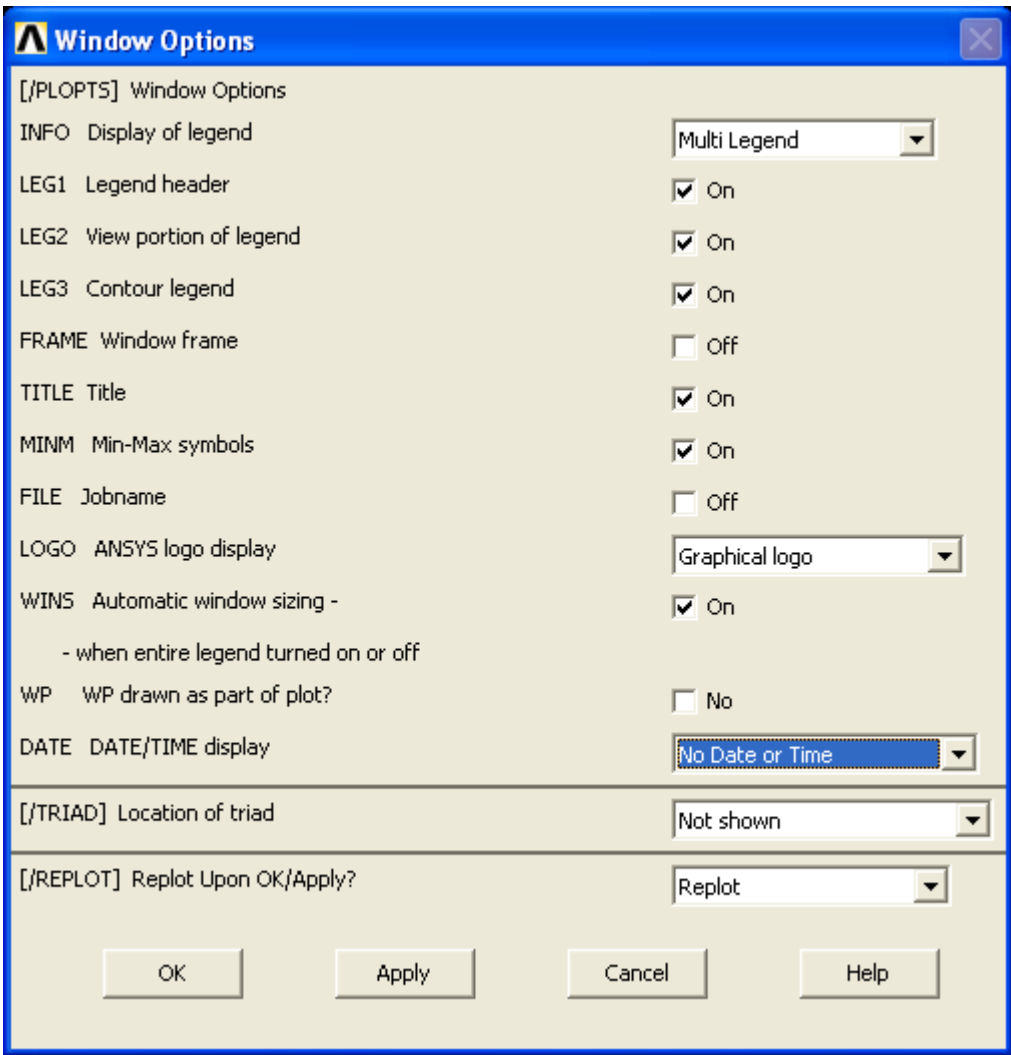 Window Options
[/PLOPTS] Window Options
INFO Display of legend Multi Legend
LEG1 Legend header On
LEG2 View portion of legend On
LEG3 Contour legend On
FRAME Window frame Off
TITLE Title On
MINM Min-Max symbols On
FILE Jobname Off
LOGO ANSYS logo display Graphical logo
WINS Automatic window sizing - On
- when entire legend turned on or off
WP WP drawn as part of plot? No
DATE DATE/TIME display No Date or Time
[/TRIAD] Location of triad Not shown
[/REPLOT] Replot Upon OK/Apply? Replot
OK Apply Cancel Help